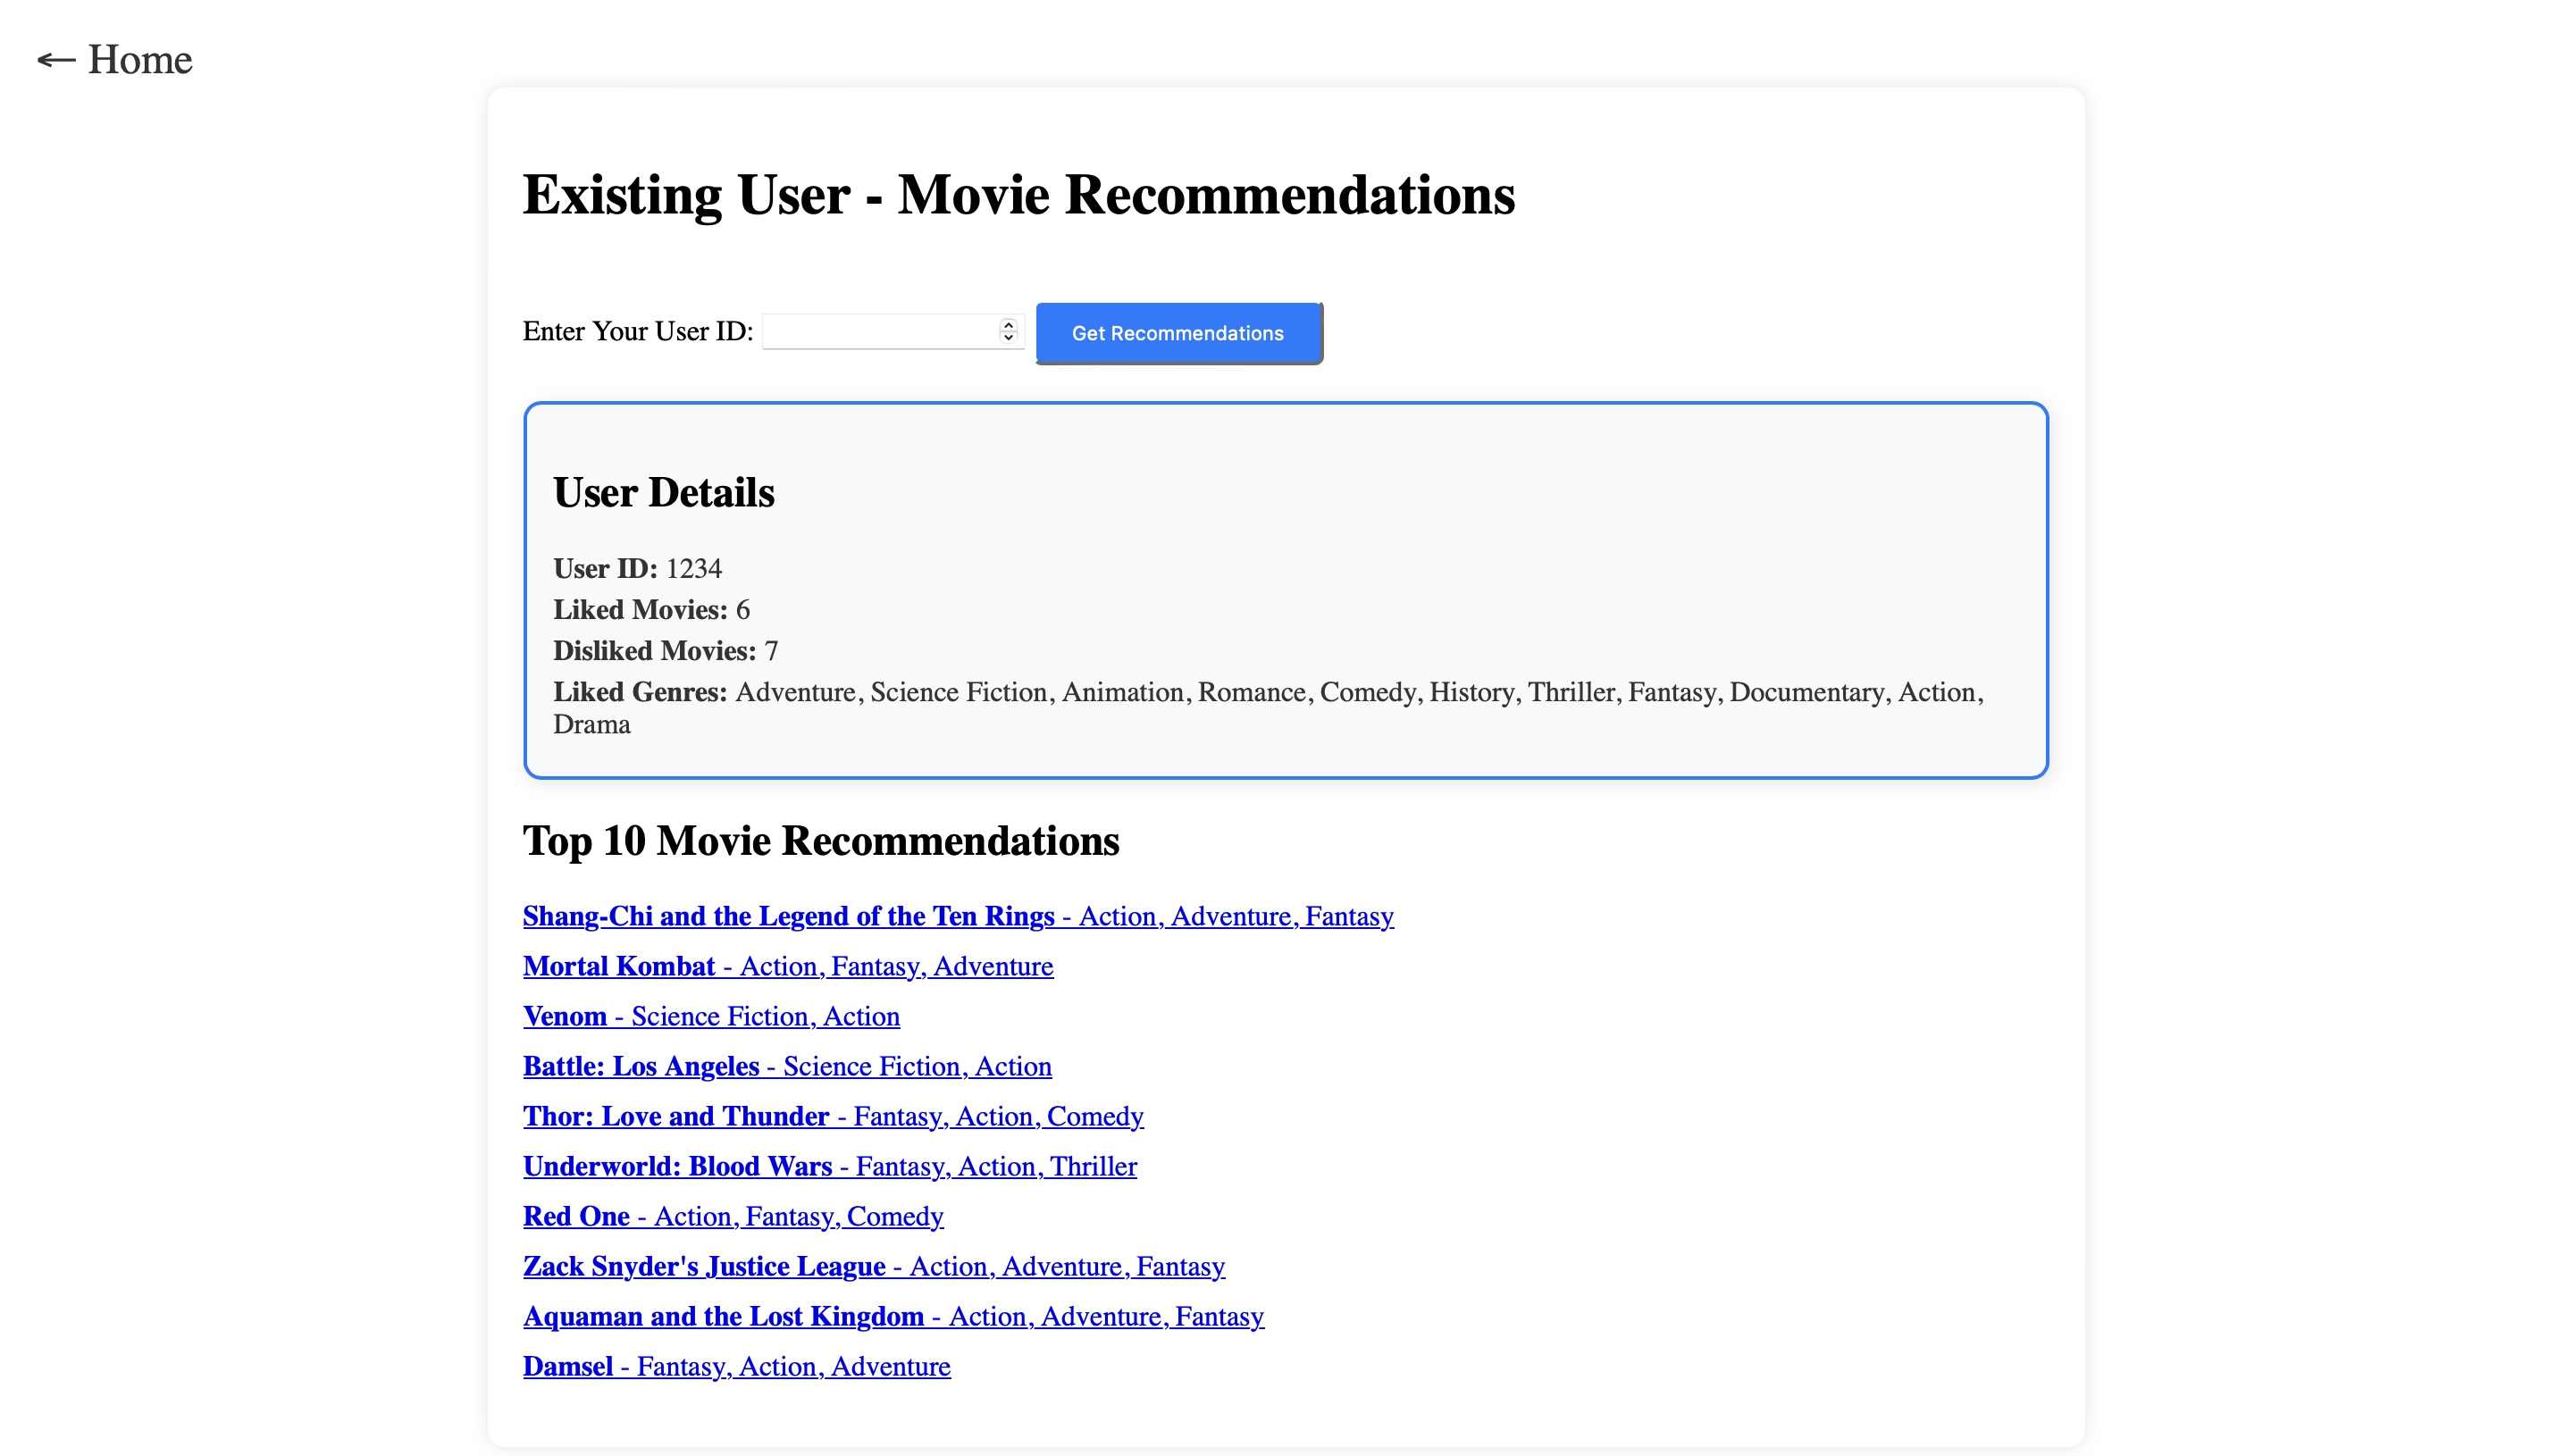 ← Home
Existing User - Movie Recommendations
Enter Your User ID:
Get Recommendations
User Details
User ID: 1234
Liked Movies: 6
Disliked Movies: 7
Liked Genres: Adventure, Science Fiction, Animation, Romance, Comedy, History, Thriller, Fantasy, Documentary, Action,
Drama
Top 10 Movie Recommendations
Shang-Chi and the Legend of the Ten Rings - Action, Adventure, Fantasy
Mortal Kombat - Action, Fantasy, Adventure
Venom - Science Fiction, Action
Battle: Los Angeles - Science Fiction, Action
Thor: Love and Thunder - Fantasy, Action, Comedy
Underworld: Blood Wars - Fantasy, Action, Thriller
Red One - Action, Fantasy, Comedy
Zack Snyder's Justice League - Action, Adventure, Fantasy
Aquaman and the Lost Kingdom - Action, Adventure, Fantasy
Damsel - Fantasy, Action, Adventure